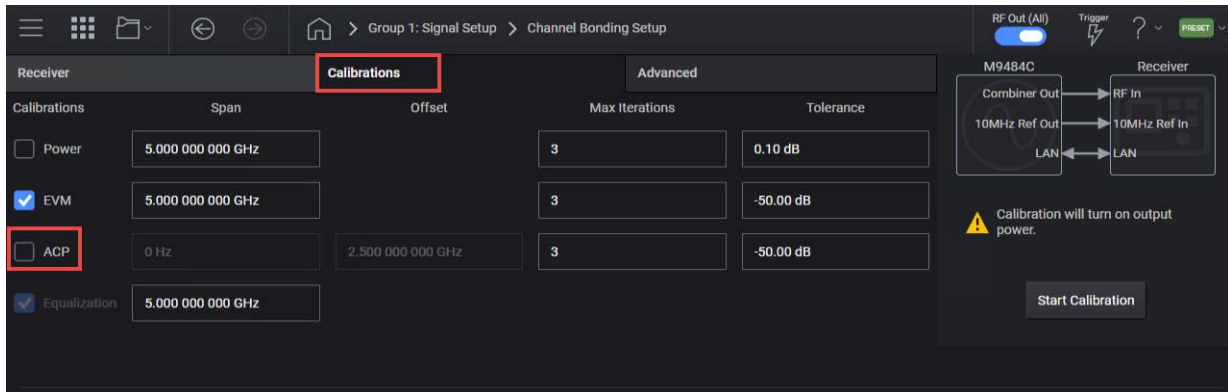 Group 1: Signal Setup > Channel Bonding Setup RF Out (All) Trigger ? PRESET
Receiver Calibrations Advanced M9484C Receiver
Calibrations Span Offset Max Iterations Tolerance
Combiner Out RF In
Power 5.000 000 000 GHz 3 0.10 dB
10MHz Ref Out 10MHz Ref In
LAN LAN
EVM 5.000 000 000 GHz 3 -50.00 dB
Calibration will turn on output
power.
ACP 0 Hz 2.500 000 000 GHz 3 -50.00 dB
Equalization 5.000 000 000 GHz
Start Calibration